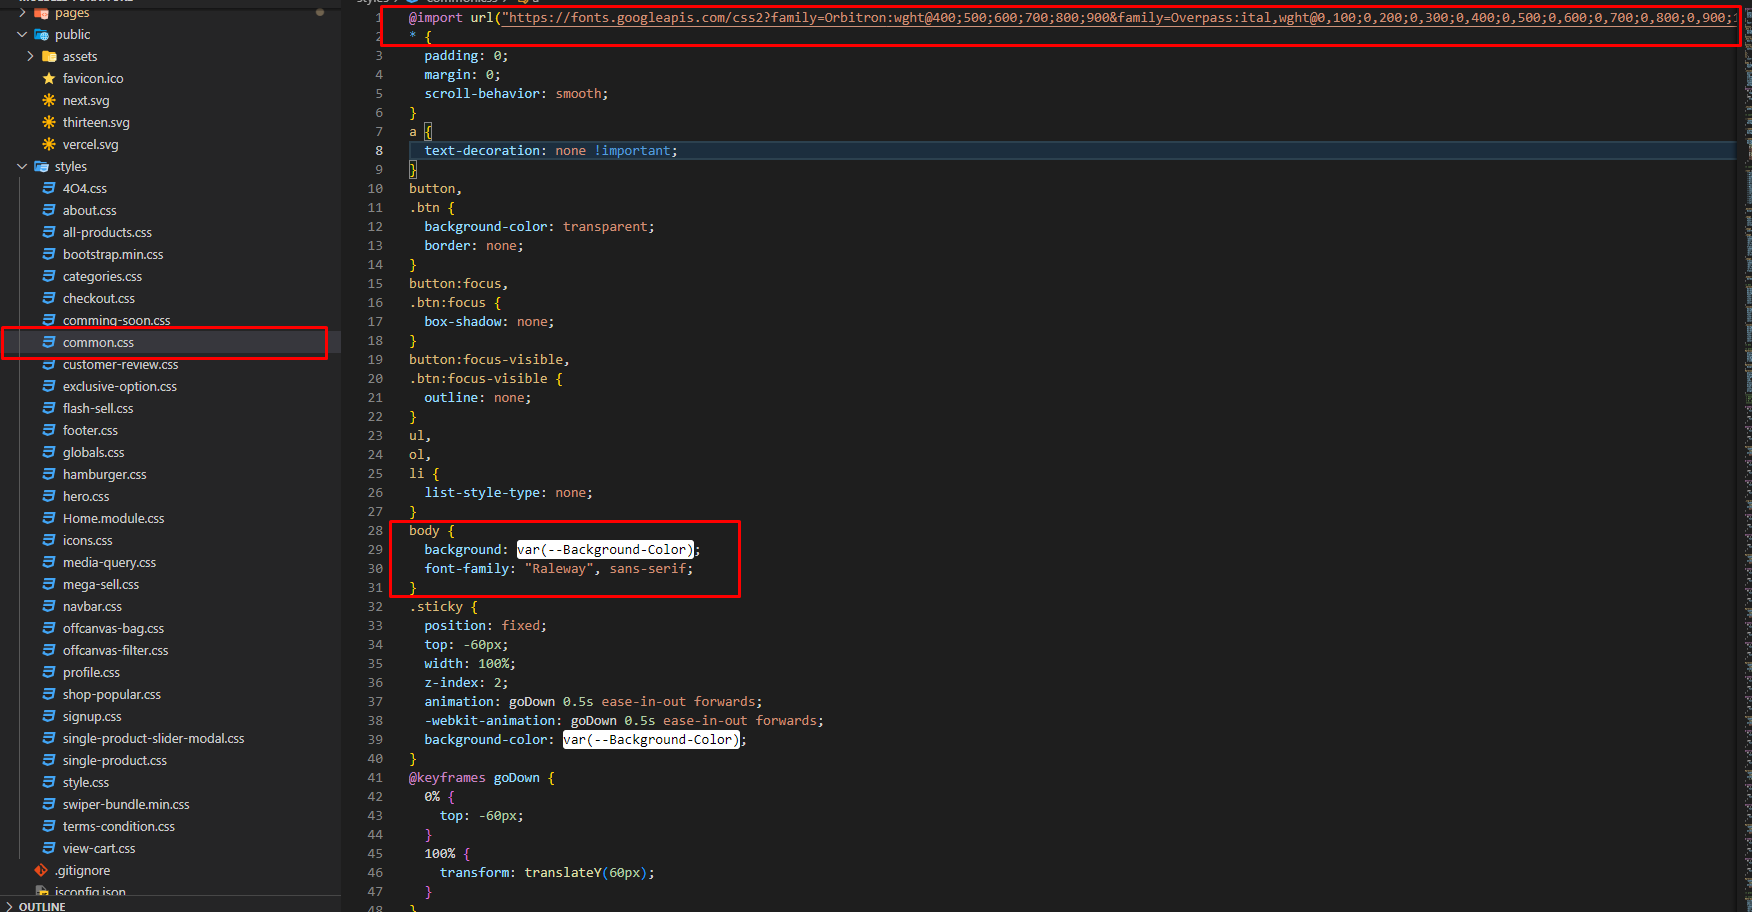 pages
public
assets
favicon.ico
next.svg
thirteen.svg
vercel.svg
styles
404.css
about.css
all-products.css
bootstrap.min.css
categories.css
checkout.css
comming-soon.css
common.css
customer-review.css
exclusive-option.css
flash-sell.css
footer.css
globals.css
hamburger.css
hero.css
Home.module.css
icons.css
media-query.css
mega-sell.css
navbar.css
offcanvas-bag.css
offcanvas-filter.css
profile.css
shop-popular.css
signup.css
single-product-slider-modal.css
single-product.css
style.css
swiper-bundle.min.css
terms-condition.css
view-cart.css
.gitignore
jsconfig.json
OUTLINE
1 @import url("https://fonts.googleapis.com/css2?family=Orbitron:wght@400;500;600;700;800;900&family=Overpass:ital,wght@0,100;0,200;0,300;0,400;0,500;0,600;0,700;0,800;0,900;
2 * {
3 padding: 0;
4 margin: 0;
5 scroll-behavior: smooth;
6 }
7 a {
8 text-decoration: none !important;
9 }
10 button,
11 .btn {
12 background-color: transparent;
13 border: none;
14 }
15 button:focus,
16 .btn:focus {
17 box-shadow: none;
18 }
19 button:focus-visible,
20 .btn:focus-visible {
21 outline: none;
22 }
23 ul,
24 ol,
25 li {
26 list-style-type: none;
27 }
28 body {
29 background: var(--Background-Color);
30 font-family: "Raleway", sans-serif;
31 }
32 .sticky {
33 position: fixed;
34 top: -60px;
35 width: 100%;
36 z-index: 2;
37 animation: goDown 0.5s ease-in-out forwards;
38 -webkit-animation: goDown 0.5s ease-in-out forwards;
39 background-color: var(--Background-Color);
40 }
41 @keyframes goDown {
42 0% {
43 top: -60px;
44 }
45 100% {
46 transform: translateY(60px);
47 }
48 }